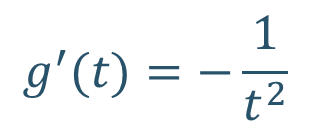 g′(t) = − 1/t²